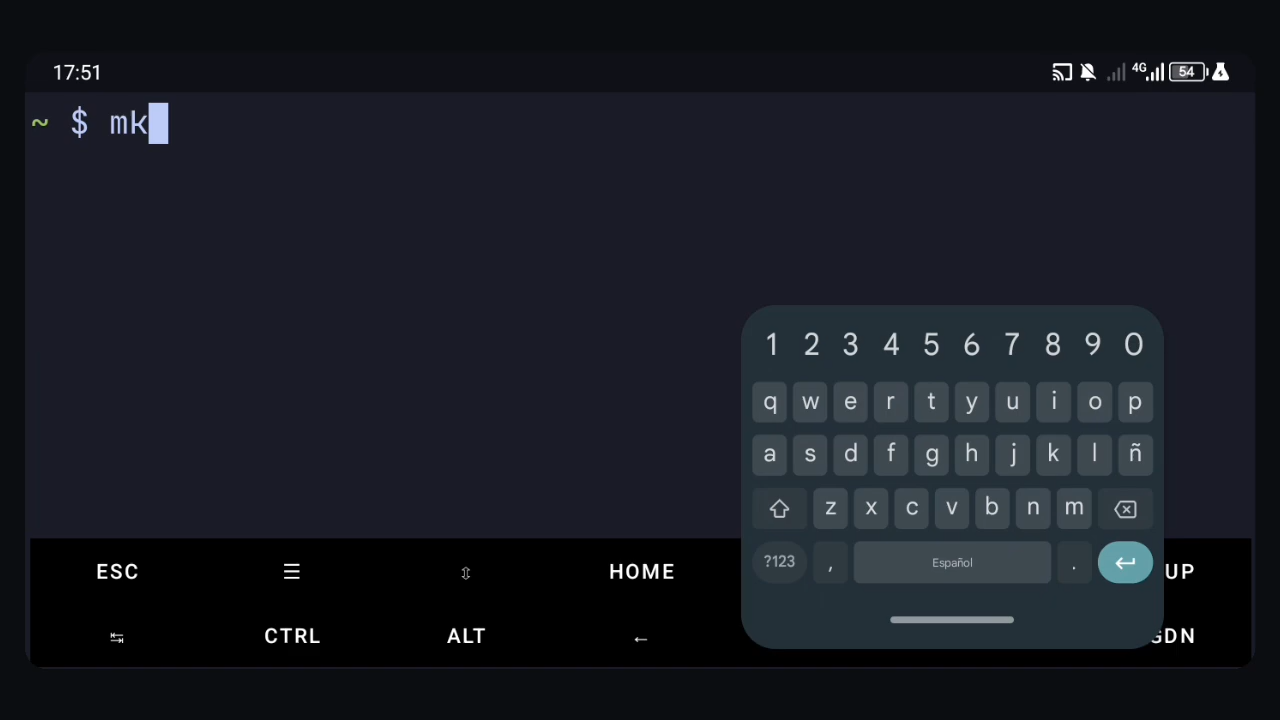 17:51
4G 54
~ $ mk
1 2 3 4 5 6 7 8 9 0
q w e r t y u i o p
a s d f g h j k l ñ
z x c v b n m
?123 , Español .
ESC ☰ ⇳ HOME UP
↹ CTRL ALT ← GDN